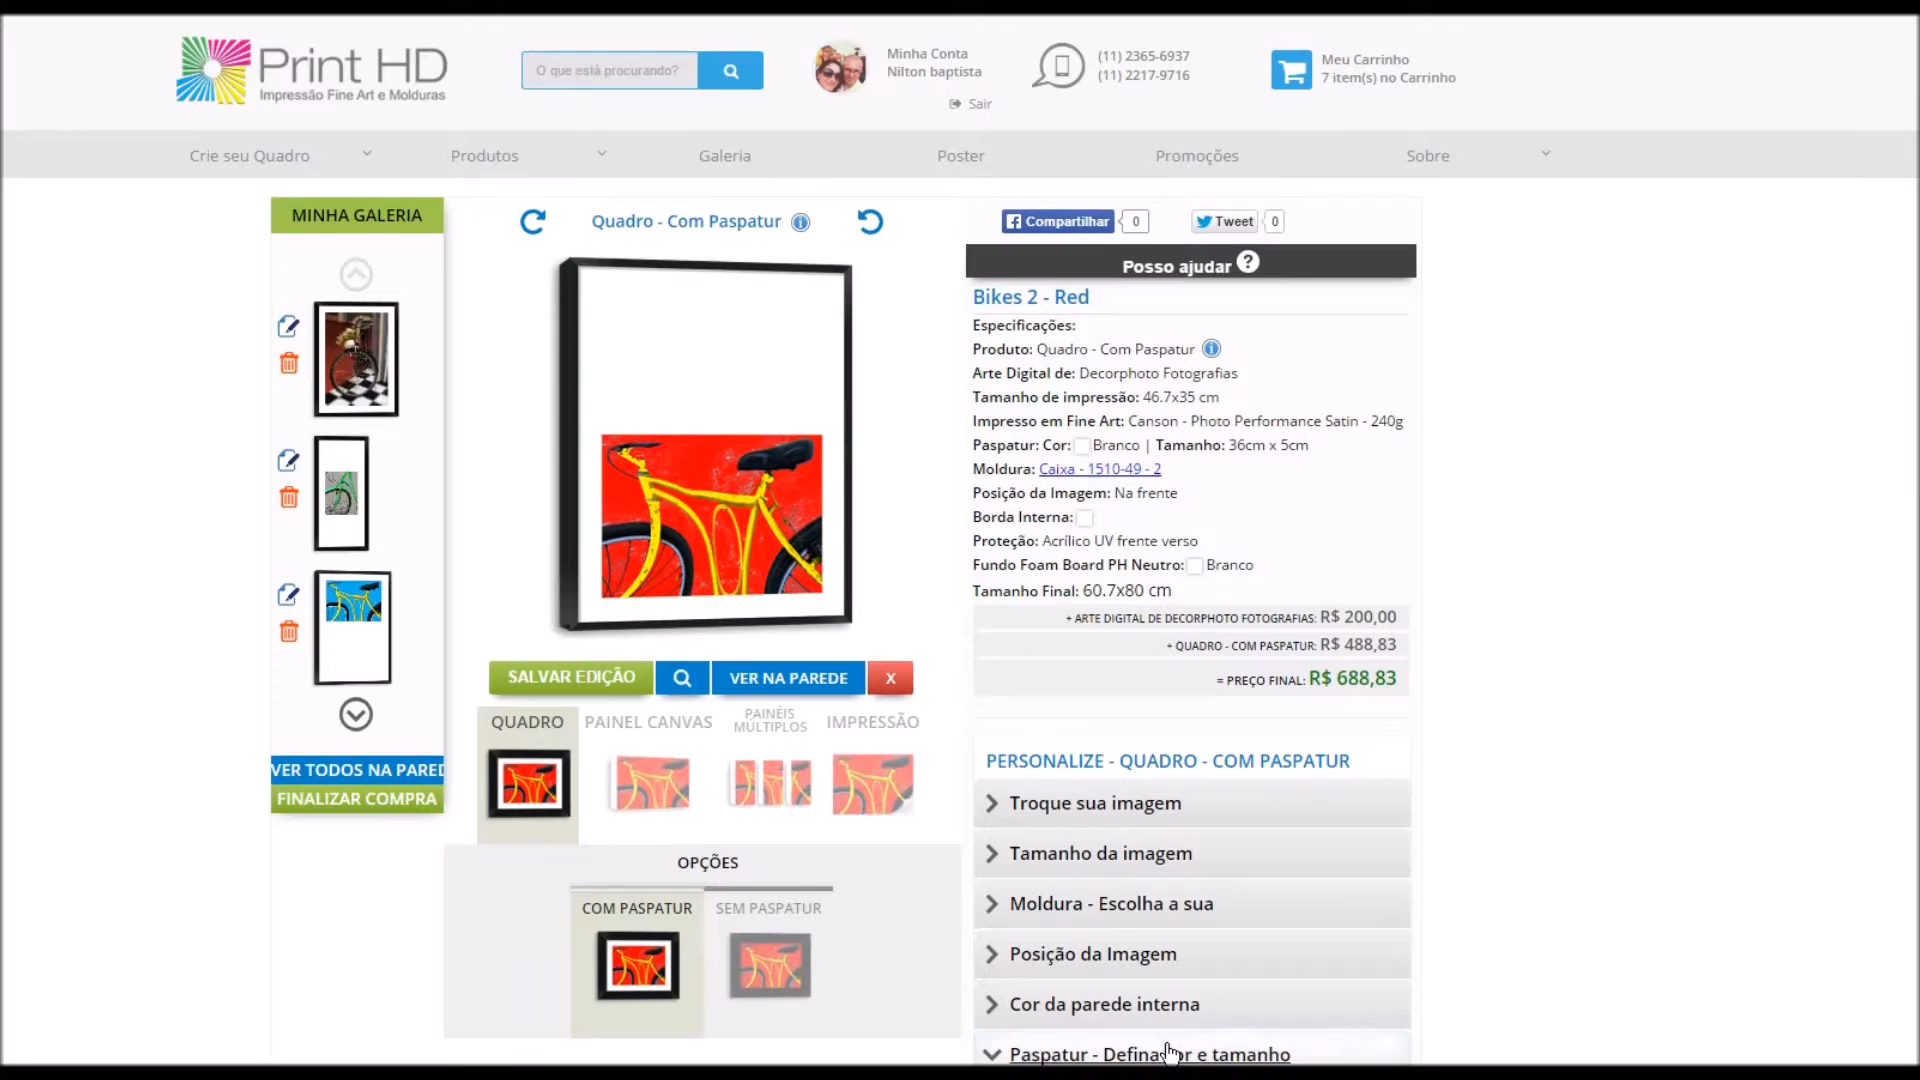 Print HD
Impressão Fine Art e Molduras
O que está procurando?
Minha Conta
Nilton baptista
Sair
(11) 2365-6937
(11) 2217-9716
Meu Carrinho
7 item(s) no Carrinho
Crie seu Quadro
Produtos
Galeria
Poster
Promoções
Sobre
MINHA GALERIA
VER TODOS NA PARED
FINALIZAR COMPRA
Quadro - Com Paspatur
SALVAR EDIÇÃO
VER NA PAREDE
X
QUADRO
PAINEL CANVAS
PAINÉIS
MÚLTIPLOS
IMPRESSÃO
OPÇÕES
COM PASPATUR
SEM PASPATUR
Compartilhar
0
Tweet
0
Posso ajudar ?
Bikes 2 - Red
Especificações:
Produto: Quadro - Com Paspatur
Arte Digital de: Decorphoto Fotografias
Tamanho de impressão: 46.7x35 cm
Impresso em Fine Art: Canson - Photo Performance Satin - 240g
Paspatur: Cor: Branco | Tamanho: 36cm x 5cm
Moldura: Caixa - 1510-49 - 2
Posição da Imagem: Na frente
Borda Interna:
Proteção: Acrílico UV frente verso
Fundo Foam Board PH Neutro: Branco
Tamanho Final: 60.7x80 cm
+ ARTE DIGITAL DE DECORPHOTO FOTOGRAFIAS: R$ 200,00
+ QUADRO - COM PASPATUR: R$ 488,83
= PREÇO FINAL: R$ 688,83
PERSONALIZE - QUADRO - COM PASPATUR
Troque sua imagem
Tamanho da imagem
Moldura - Escolha a sua
Posição da Imagem
Cor da parede interna
Paspatur - Defina e tamanho